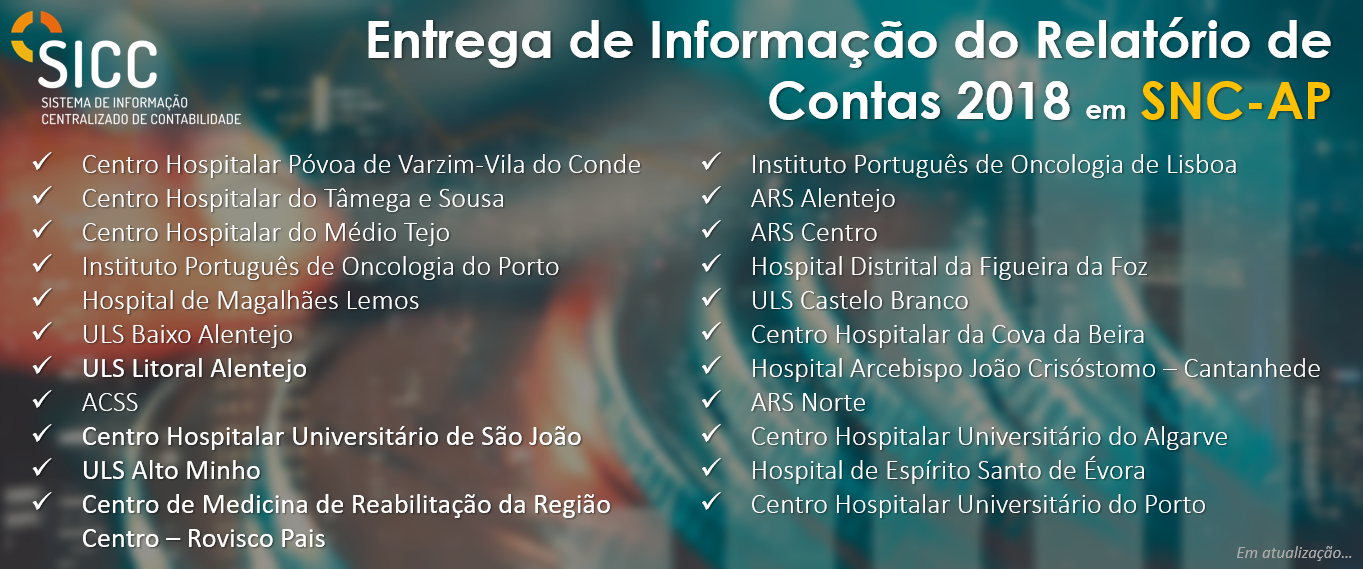 SICC
SISTEMA DE INFORMAÇÃO
CENTRALIZADO DE CONTABILIDADE
Entrega de Informação do Relatório de
Contas 2018 em SNC-AP
Centro Hospitalar Póvoa de Varzim-Vila do Conde
Centro Hospitalar do Tâmega e Sousa
Centro Hospitalar do Médio Tejo
Instituto Português de Oncologia do Porto
Hospital de Magalhães Lemos
ULS Baixo Alentejo
ULS Litoral Alentejo
ACSS
Centro Hospitalar Universitário de São João
ULS Alto Minho
Centro de Medicina de Reabilitação da Região
Centro – Rovisco Pais
Instituto Português de Oncologia de Lisboa
ARS Alentejo
ARS Centro
Hospital Distrital da Figueira da Foz
ULS Castelo Branco
Centro Hospitalar da Cova da Beira
Hospital Arcebispo João Crisóstomo – Cantanhede
ARS Norte
Centro Hospitalar Universitário do Algarve
Hospital de Espírito Santo de Évora
Centro Hospitalar Universitário do Porto
Em atualização...